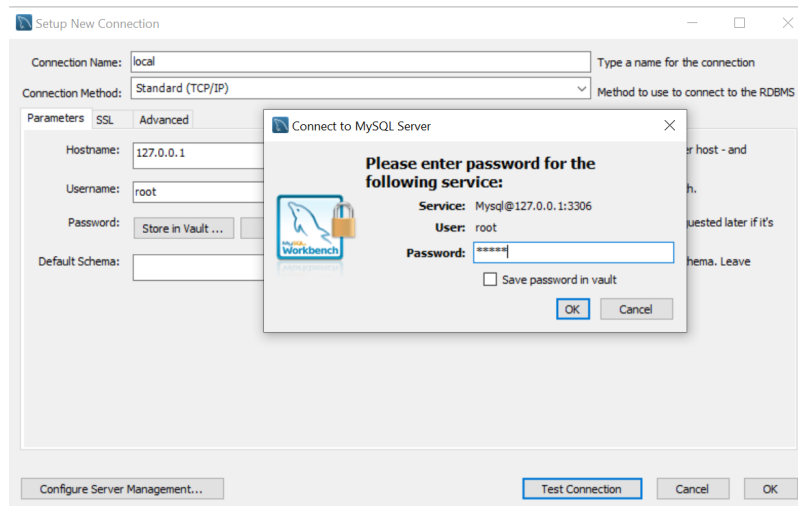 Setup New Connection
Connection Name: local Type a name for the connection
Connection Method: Standard (TCP/IP) Method to use to connect to the RDBMS
Parameters SSL Advanced
Connect to MySQL Server
Hostname: 127.0.0.1 er host - and
Please enter password for the
following service:
Username: root h.
Service: Mysql@127.0.0.1:3306
Password: Store in Vault ... uested later if it's
User: root
Password: *****
Default Schema: hema. Leave
Save password in vault
OK Cancel
MySQL
Workbench
Configure Server Management... Test Connection Cancel OK